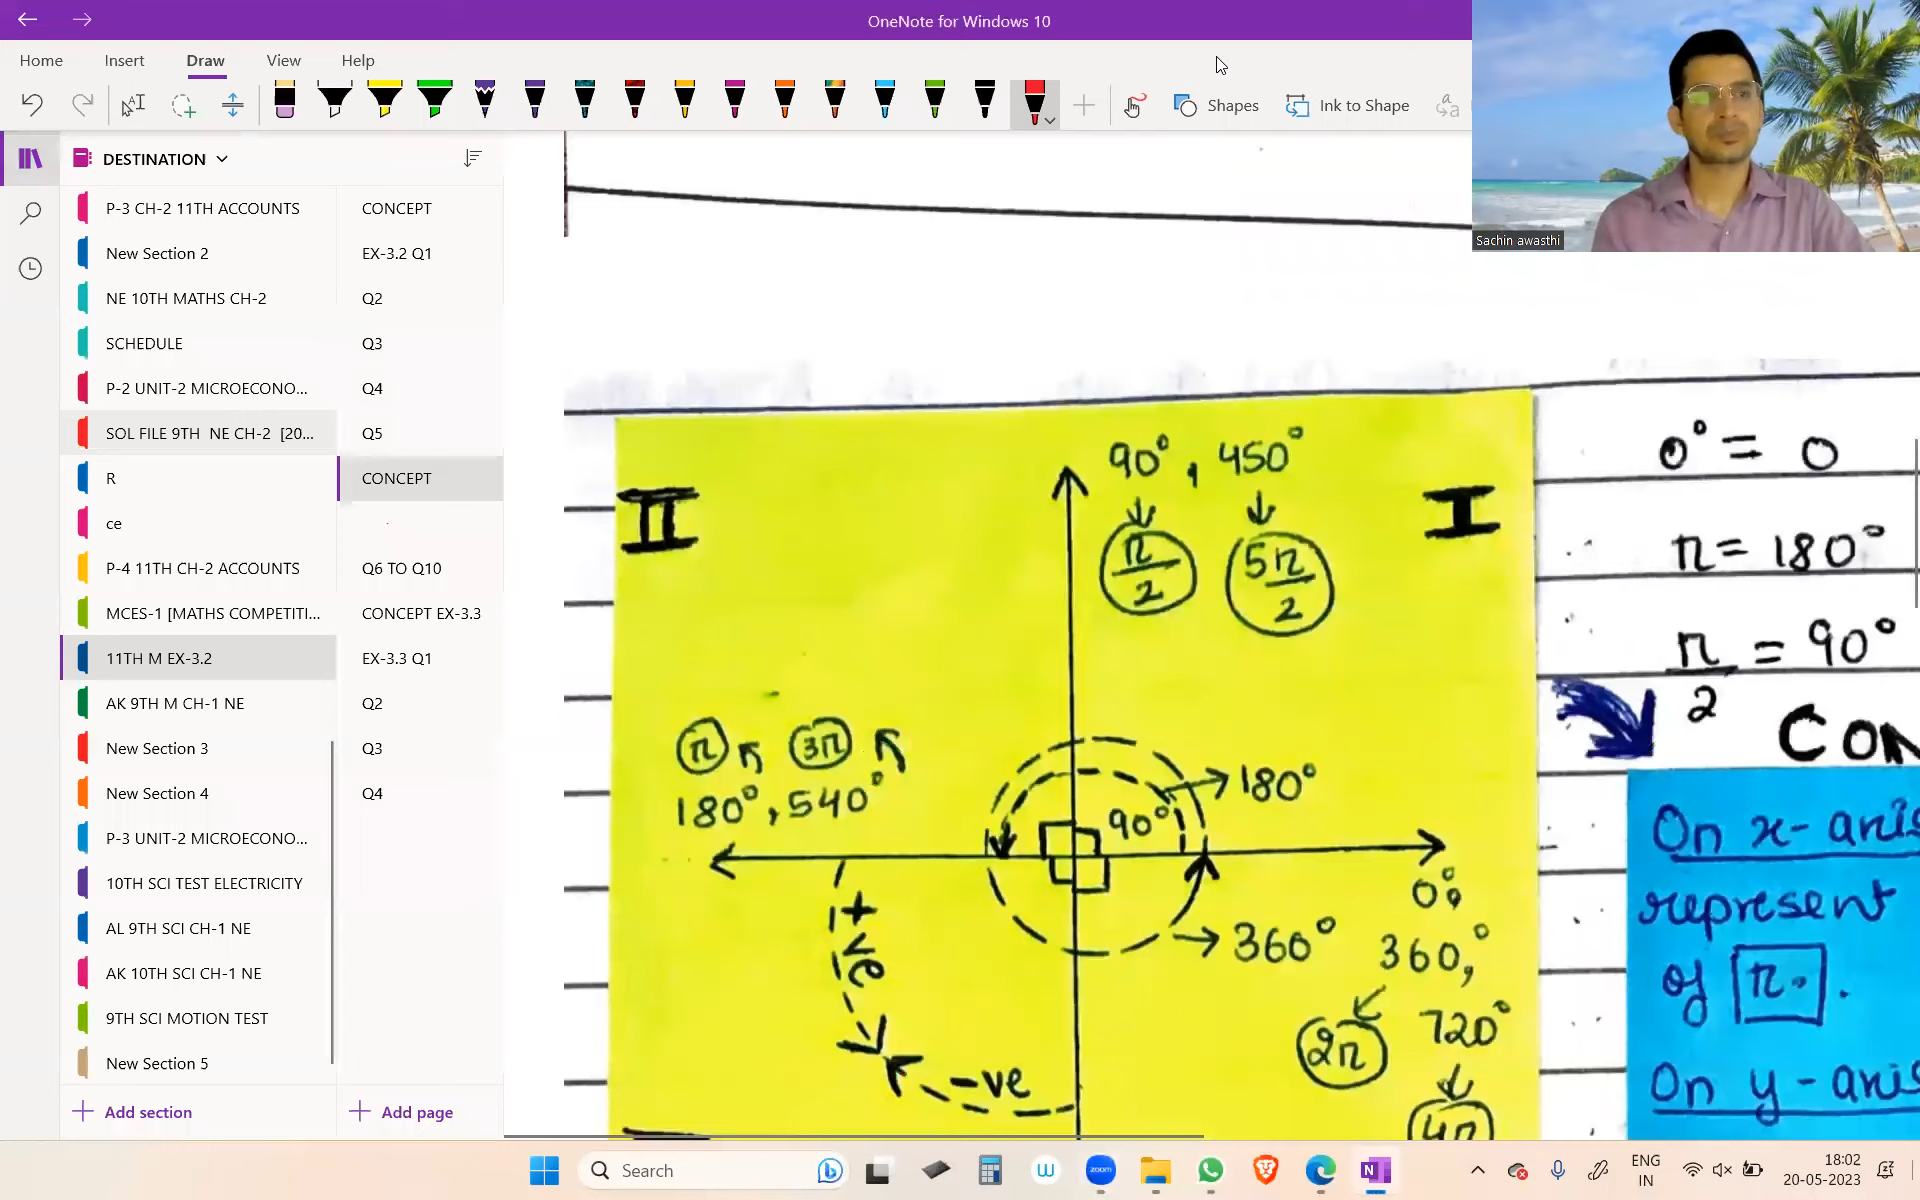 OneNote for Windows 10
Home Insert Draw View Help
Shapes Ink to Shape
Sachin awasthi
DESTINATION
P-3 CH-2 11TH ACCOUNTS
New Section 2
NE 10TH MATHS CH-2
SCHEDULE
P-2 UNIT-2 MICROECONO...
SOL FILE 9TH NE CH-2 [20...
R
ce
P-4 11TH CH-2 ACCOUNTS
MCES-1 [MATHS COMPETITI...
11TH M EX-3.2
AK 9TH M CH-1 NE
New Section 3
New Section 4
P-3 UNIT-2 MICROECONO...
10TH SCI TEST ELECTRICITY
AL 9TH SCI CH-1 NE
AK 10TH SCI CH-1 NE
9TH SCI MOTION TEST
New Section 5
Add section
CONCEPT
EX-3.2 Q1
Q2
Q3
Q4
Q5
CONCEPT
Q6 TO Q10
CONCEPT EX-3.3
EX-3.3 Q1
Q2
Q3
Q4
Add page
90°, 450°
II
I
π/2 5π/2
π 3π
180°, 540°
180°
90°
0°
+ve
360°
360°,
2π 720°
-ve
4π
0° = 0
π = 180°
π/2 = 90°
CON
On x-axis
represent
of π.
On y-axis
Search
ENG
IN
18:02
20-05-2023